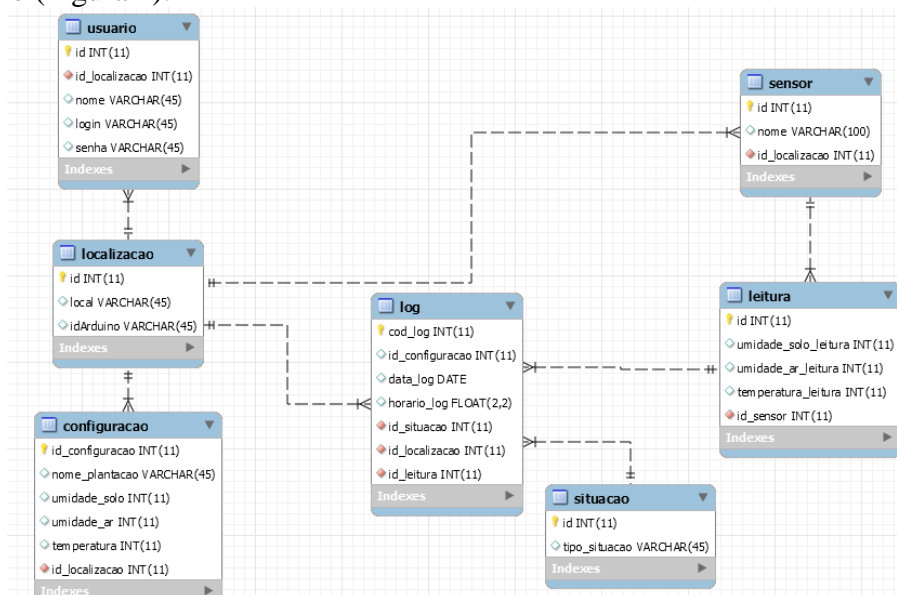 usuario
id INT(11)
id_localizacao INT(11)
nome VARCHAR(45)
login VARCHAR(45)
senha VARCHAR(45)
Indexes
sensor
id INT(11)
nome VARCHAR(100)
id_localizacao INT(11)
Indexes
localizacao
id INT(11)
local VARCHAR(45)
idArduino VARCHAR(45)
Indexes
log
cod_log INT(11)
id_configuracao INT(11)
data_log DATE
horario_log FLOAT(2,2)
id_situacao INT(11)
id_localizacao INT(11)
id_leitura INT(11)
Indexes
leitura
id INT(11)
umidade_solo_leitura INT(11)
umidade_ar_leitura INT(11)
temperatura_leitura INT(11)
id_sensor INT(11)
Indexes
configuracao
id_configuracao INT(11)
nome_plantacao VARCHAR(45)
umidade_solo INT(11)
umidade_ar INT(11)
temperatura INT(11)
id_localizacao INT(11)
Indexes
situacao
id INT(11)
tipo_situacao VARCHAR(45)
Indexes